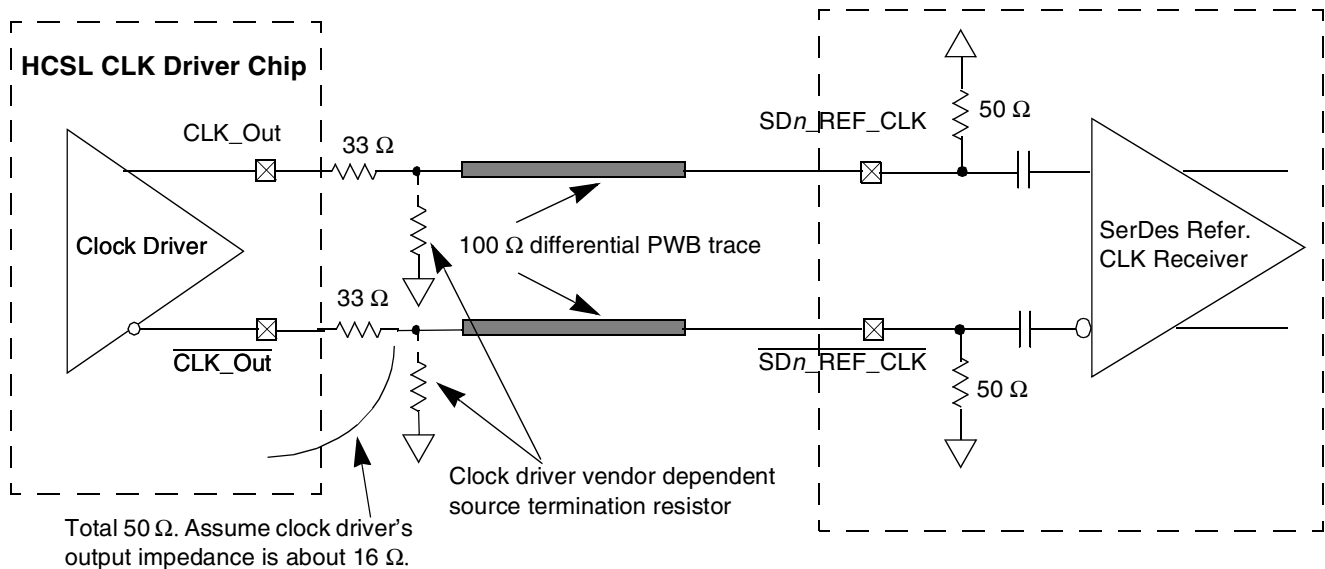 HCSL CLK Driver Chip
CLK_Out
33 Ω
SDn_REF_CLK
50 Ω
Clock Driver
100 Ω differential PWB trace
SerDes Refer.
CLK Receiver
33 Ω
CLK_Out
SDn_REF_CLK
50 Ω
Clock driver vendor dependent
source termination resistor
Total 50 Ω. Assume clock driver's
output impedance is about 16 Ω.